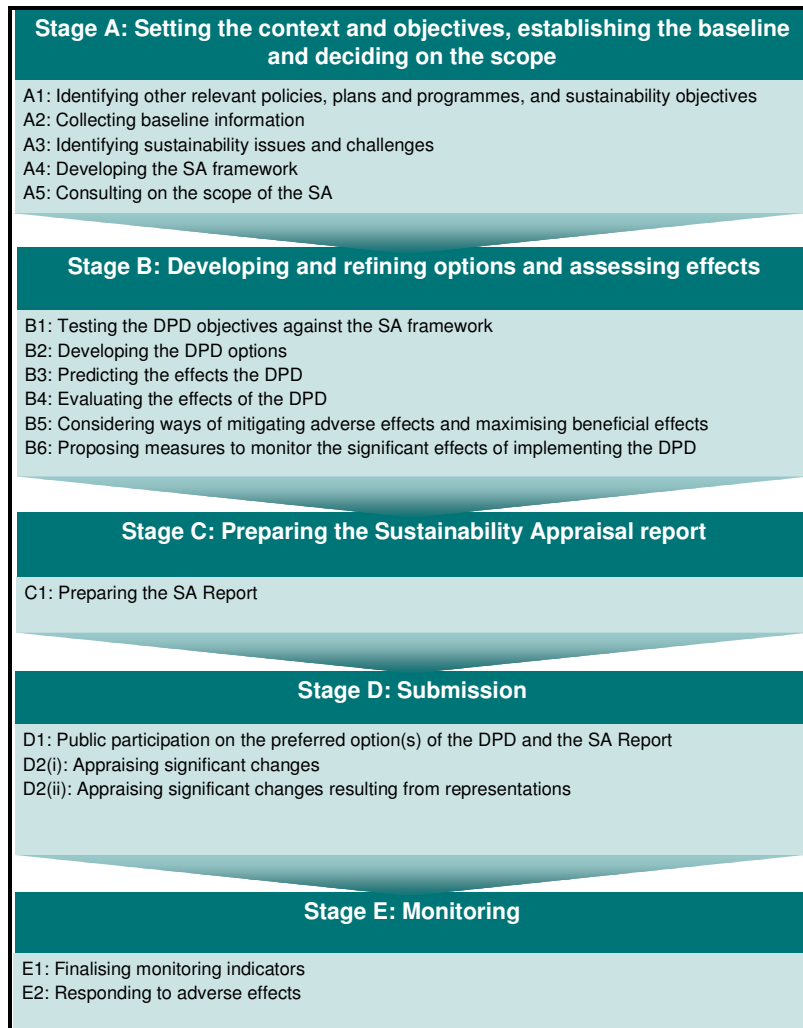 Stage A: Setting the context and objectives, establishing the baseline
and deciding on the scope
A1: Identifying other relevant policies, plans and programmes, and sustainability objectives
A2: Collecting baseline information
A3: Identifying sustainability issues and challenges
A4: Developing the SA framework
A5: Consulting on the scope of the SA
Stage B: Developing and refining options and assessing effects
B1: Testing the DPD objectives against the SA framework
B2: Developing the DPD options
B3: Predicting the effects the DPD
B4: Evaluating the effects of the DPD
B5: Considering ways of mitigating adverse effects and maximising beneficial effects
B6: Proposing measures to monitor the significant effects of implementing the DPD
Stage C: Preparing the Sustainability Appraisal report
C1: Preparing the SA Report
Stage D: Submission
D1: Public participation on the preferred option(s) of the DPD and the SA Report
D2(i): Appraising significant changes
D2(ii): Appraising significant changes resulting from representations
Stage E: Monitoring
E1: Finalising monitoring indicators
E2: Responding to adverse effects